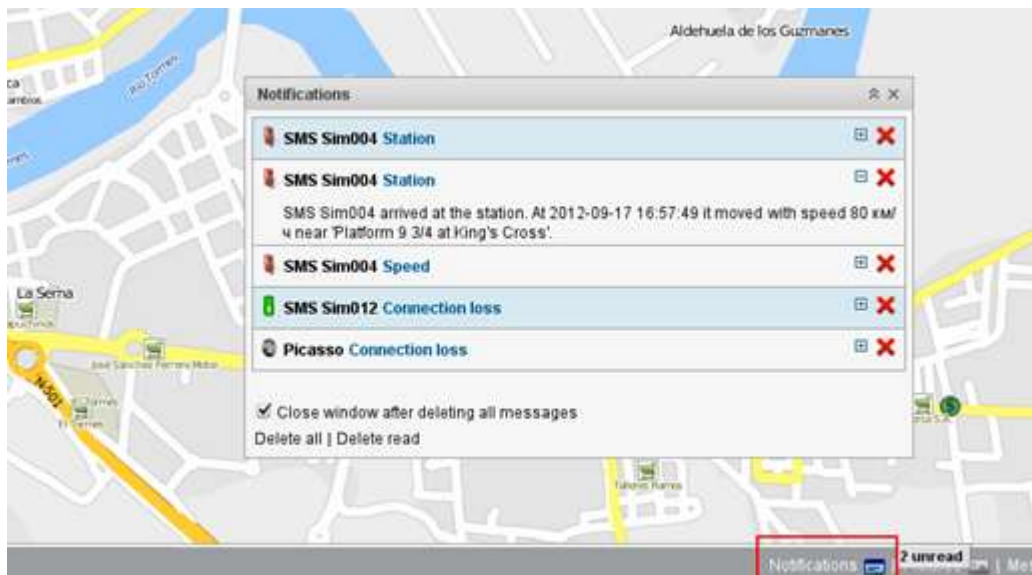 Aldehuela de los Guzmanes
Río Tormes
Notifications
SMS Sim004 Station
SMS Sim004 Station
SMS Sim004 arrived at the station. At 2012-09-17 16:57:49 it moved with speed 80 км/
ч near 'Platform 9 3/4 at King's Cross'.
SMS Sim004 Speed
SMS Sim012 Connection loss
Picasso Connection loss
Close window after deleting all messages
Delete all | Delete read
La Serna
N-501
Notifications
2 unread